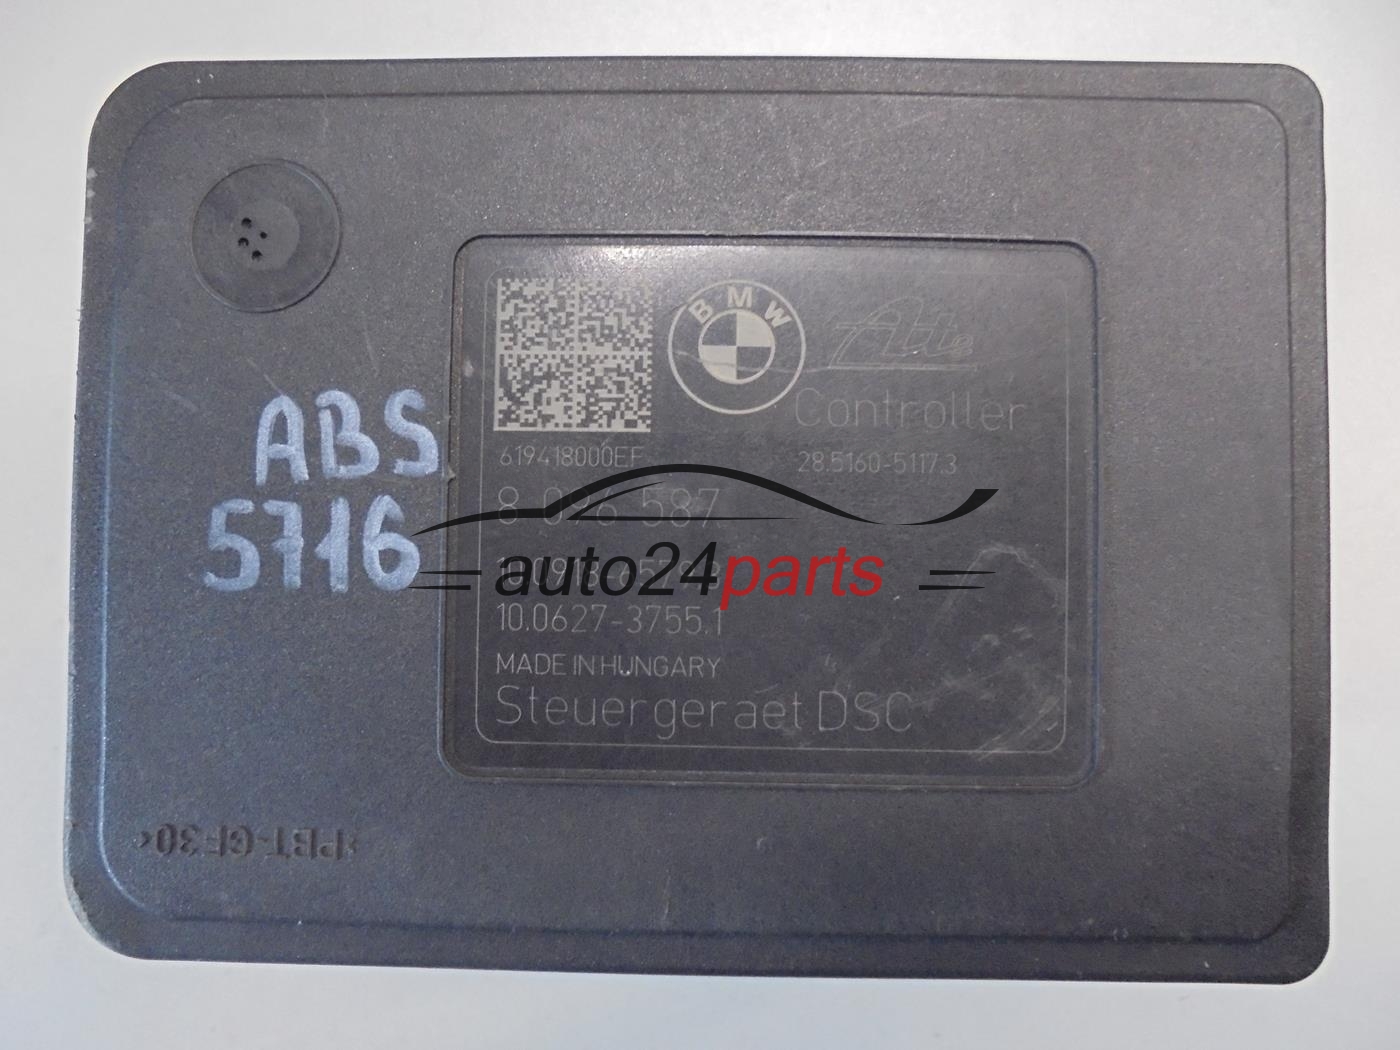 BMW
Ate
Controller
619418000EF
28.5160-5117.3
8 096 587
ABS
5716
auto24parts
10.0627-3755.1
MADE IN HUNGARY
Steuergeraet DSC
>PBT-GF30<